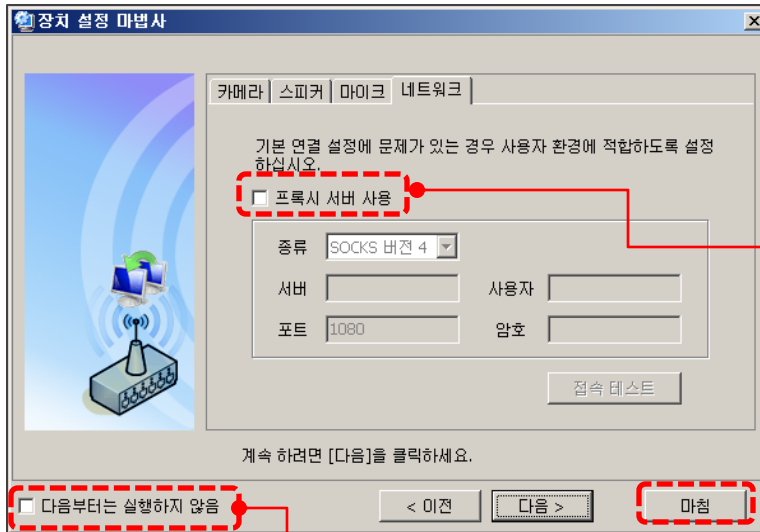 장치 설정 마법사
카메라 스피커 마이크 네트워크
기본 연결 설정에 문제가 있는 경우 사용자 환경에 적합하도록 설정
하십시오.
프록시 서버 사용
종류 SOCKS 버전 4
서버 사용자
포트 1080 암호
접속 테스트
계속 하려면 [다음]을 클릭하세요.
다음부터는 실행하지 않음 < 이전 다음 > 마침